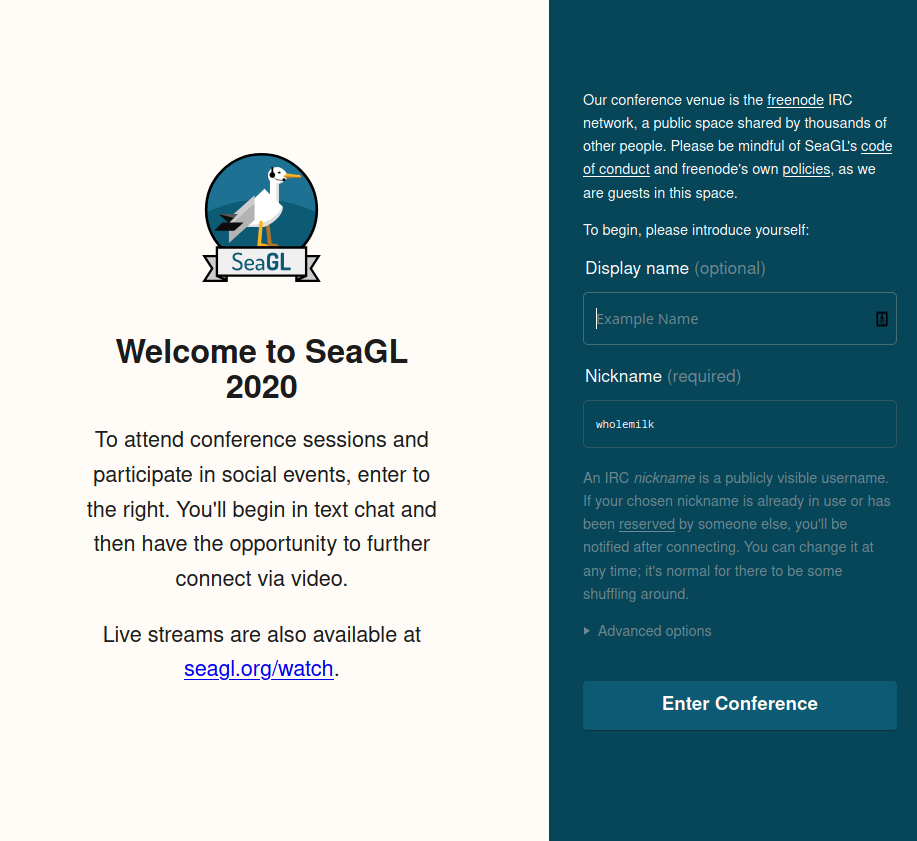 SeaGL
Welcome to SeaGL
2020
To attend conference sessions and
participate in social events, enter to
the right. You'll begin in text chat and
then have the opportunity to further
connect via video.
Live streams are also available at
seagl.org/watch.
Our conference venue is the freenode IRC
network, a public space shared by thousands of
other people. Please be mindful of SeaGL's code
of conduct and freenode's own policies, as we
are guests in this space.
To begin, please introduce yourself:
Display name (optional)
Example Name
Nickname (required)
wholemilk
An IRC nickname is a publicly visible username.
If your chosen nickname is already in use or has
been reserved by someone else, you'll be
notified after connecting. You can change it at
any time; it's normal for there to be some
shuffling around.
Advanced options
Enter Conference